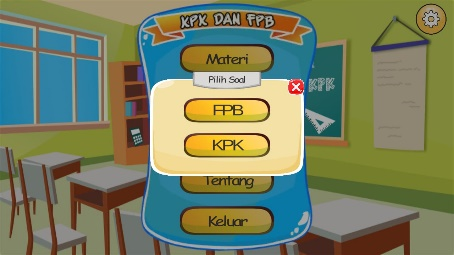 KPK DAN FPB
Materi
Pilih Soal
FPB
KPK
KPK
Tentang
Keluar